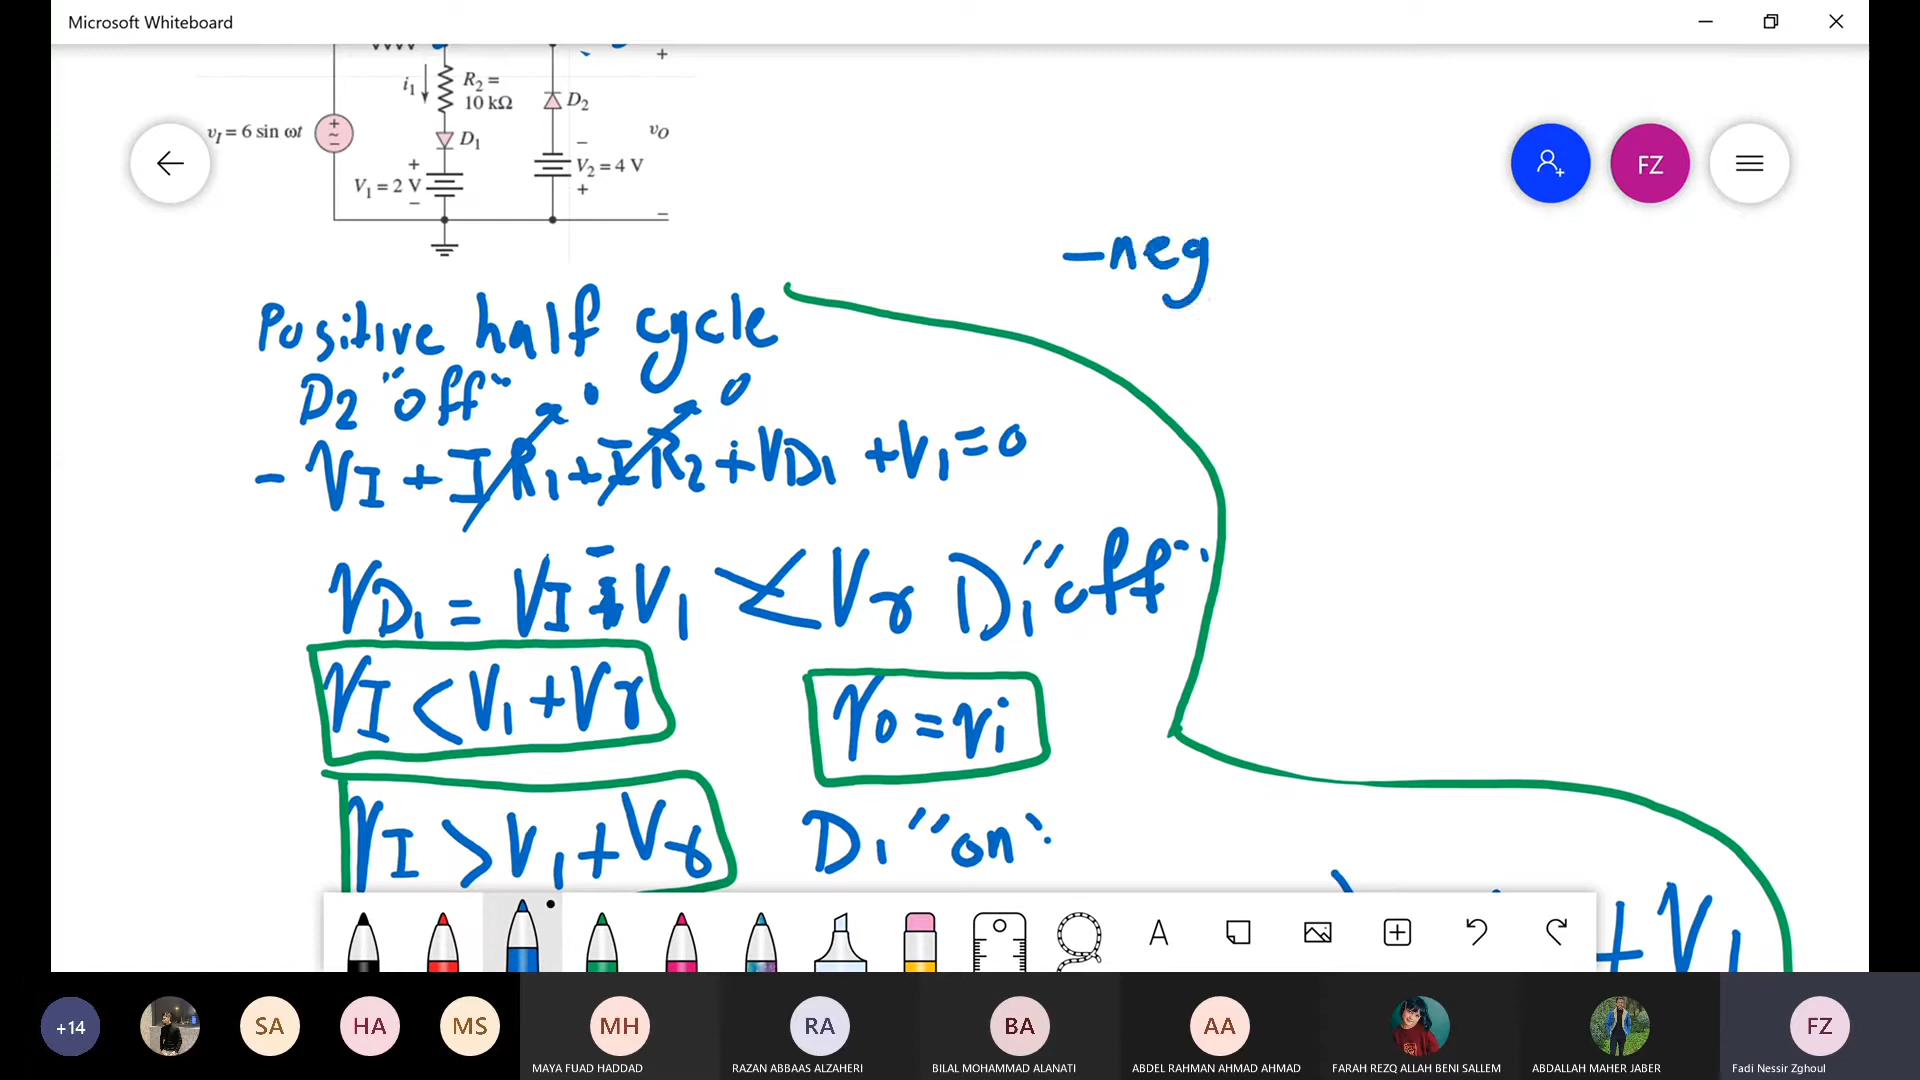 Microsoft Whiteboard
+
i1
R2 =
10 kΩ
D2
vI = 6 sin ωt
+
~
−
D1
−
vO
+
V1 = 2 V
−
V2 = 4 V
+
−
FZ
-neg
Positive half cycle
D2 "off" 0 0
- VI + IR1 + IR2 + VD1 + V1 = 0
VD1 = VI - V1 < Vγ D1 "off"
VI < V1 + Vγ
Vo = Vi
VI > V1 + Vγ
D1 "on"
+ V1
A
+14
SA
HA
MS
MH
RA
BA
AA
FZ
MAYA FUAD HADDAD
RAZAN ABBAAS ALZAHERI
BILAL MOHAMMAD ALANATI
ABDEL RAHMAN AHMAD AHMAD
FARAH REZQ ALLAH BENI SALLEM
ABDALLAH MAHER JABER
Fadi Nessir Zghoul